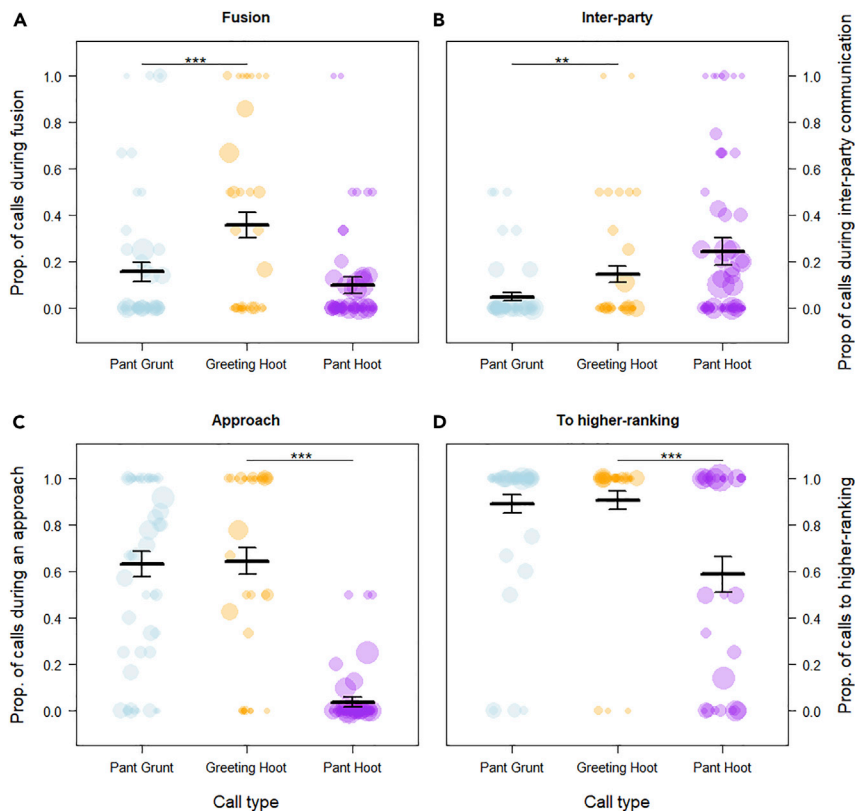 A
Fusion
***
Prop. of calls during fusion
1.0
0.8
0.6
0.4
0.2
0.0
Pant Grunt
Greeting Hoot
Pant Hoot
B
Inter-party
**
1.0
0.8
0.6
0.4
0.2
0.0
Prop of calls during inter-party communication
Pant Grunt
Greeting Hoot
Pant Hoot
C
Approach
***
Prop. of calls during an approach
1.0
0.8
0.6
0.4
0.2
0.0
Pant Grunt
Greeting Hoot
Pant Hoot
Call type
D
To higher-ranking
***
1.0
0.8
0.6
0.4
0.2
0.0
Prop. of calls to higher-ranking
Pant Grunt
Greeting Hoot
Pant Hoot
Call type